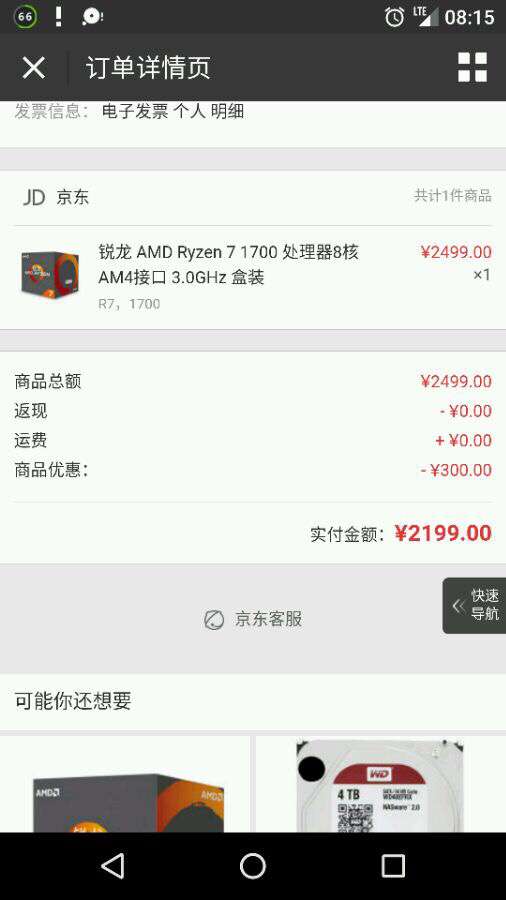 66
LTE
08:15
订单详情页
发票信息： 电子发票 个人 明细
JD 京东
共计1件商品
锐龙 AMD Ryzen 7 1700 处理器8核
¥2499.00
AM4接口 3.0GHz 盒装
×1
R7，1700
商品总额
¥2499.00
返现
- ¥0.00
运费
+ ¥0.00
商品优惠：
- ¥300.00
实付金额：¥2199.00
快速
导航
京东客服
可能你还想要
AMD
AMD
WD
4 TB
NASware 2.0